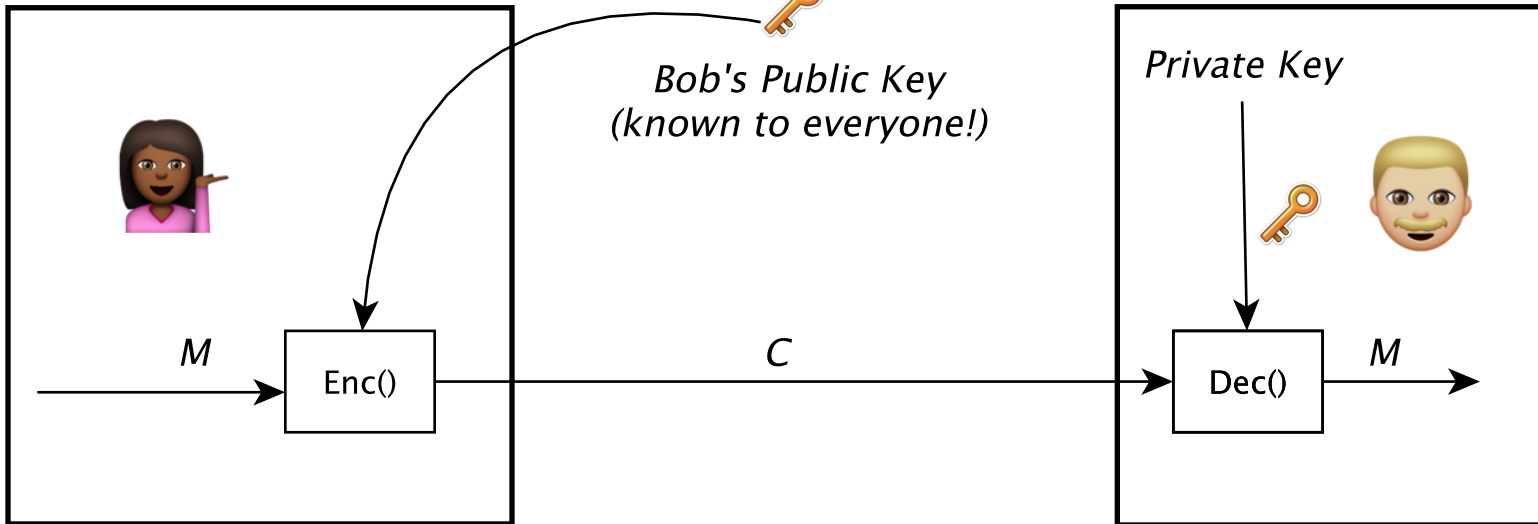 Bob's Public Key
(known to everyone!)
Private Key
M
Enc()
C
Dec()
M